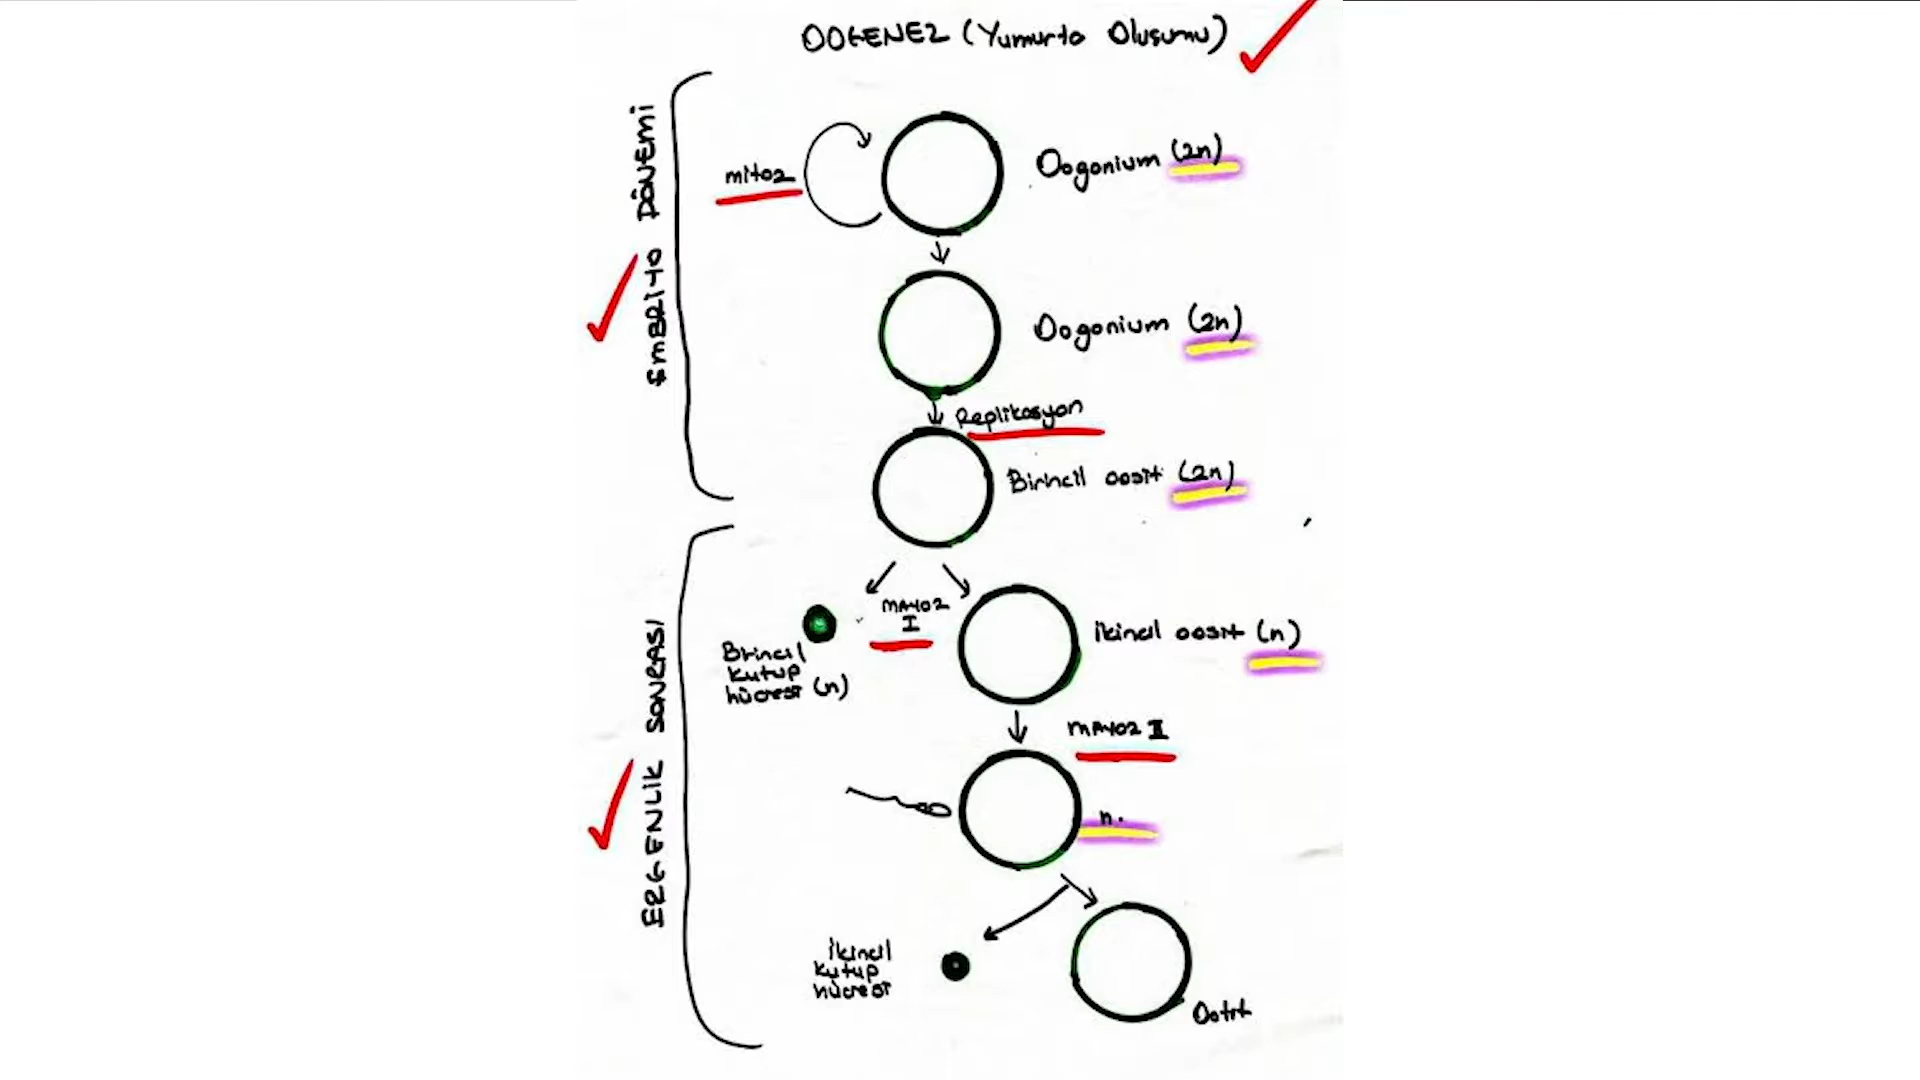 OOGENEZ (Yumurta Oluşumu)
EMBRİYO DÖNEMİ
mitoz
Oogonium (2n)
Oogonium (2n)
Replikasyon
Birincil oosit (2n)
ERGENLİK SONRASI
MAYOZ
I
Birincil
kutup
hücresi (n)
İkincil oosit (n)
MAYOZ II
n.
İkincil
kutup
hücresi
Ootit